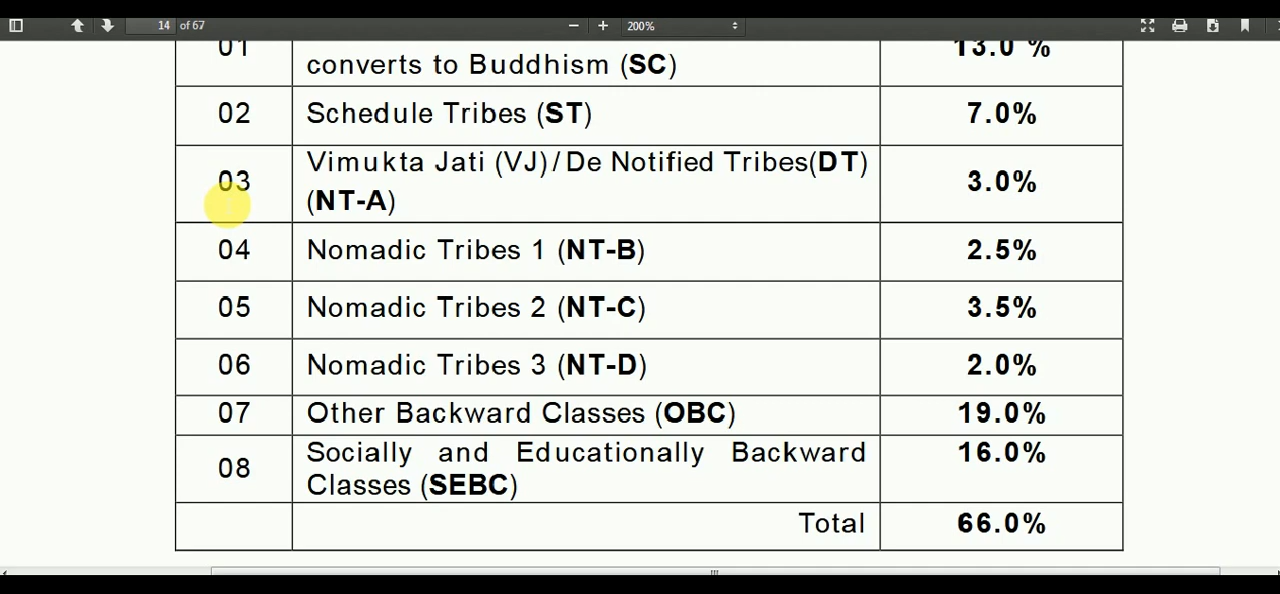 14 of 67
200%
01
converts to Buddhism (SC)
13.0 %
02 Schedule Tribes (ST) 7.0%
03
Vimukta Jati (VJ)/De Notified Tribes(DT)
(NT-A)
3.0%
04 Nomadic Tribes 1 (NT-B) 2.5%
05 Nomadic Tribes 2 (NT-C) 3.5%
06 Nomadic Tribes 3 (NT-D) 2.0%
07 Other Backward Classes (OBC) 19.0%
08
Socially and Educationally Backward
Classes (SEBC)
16.0%
Total 66.0%